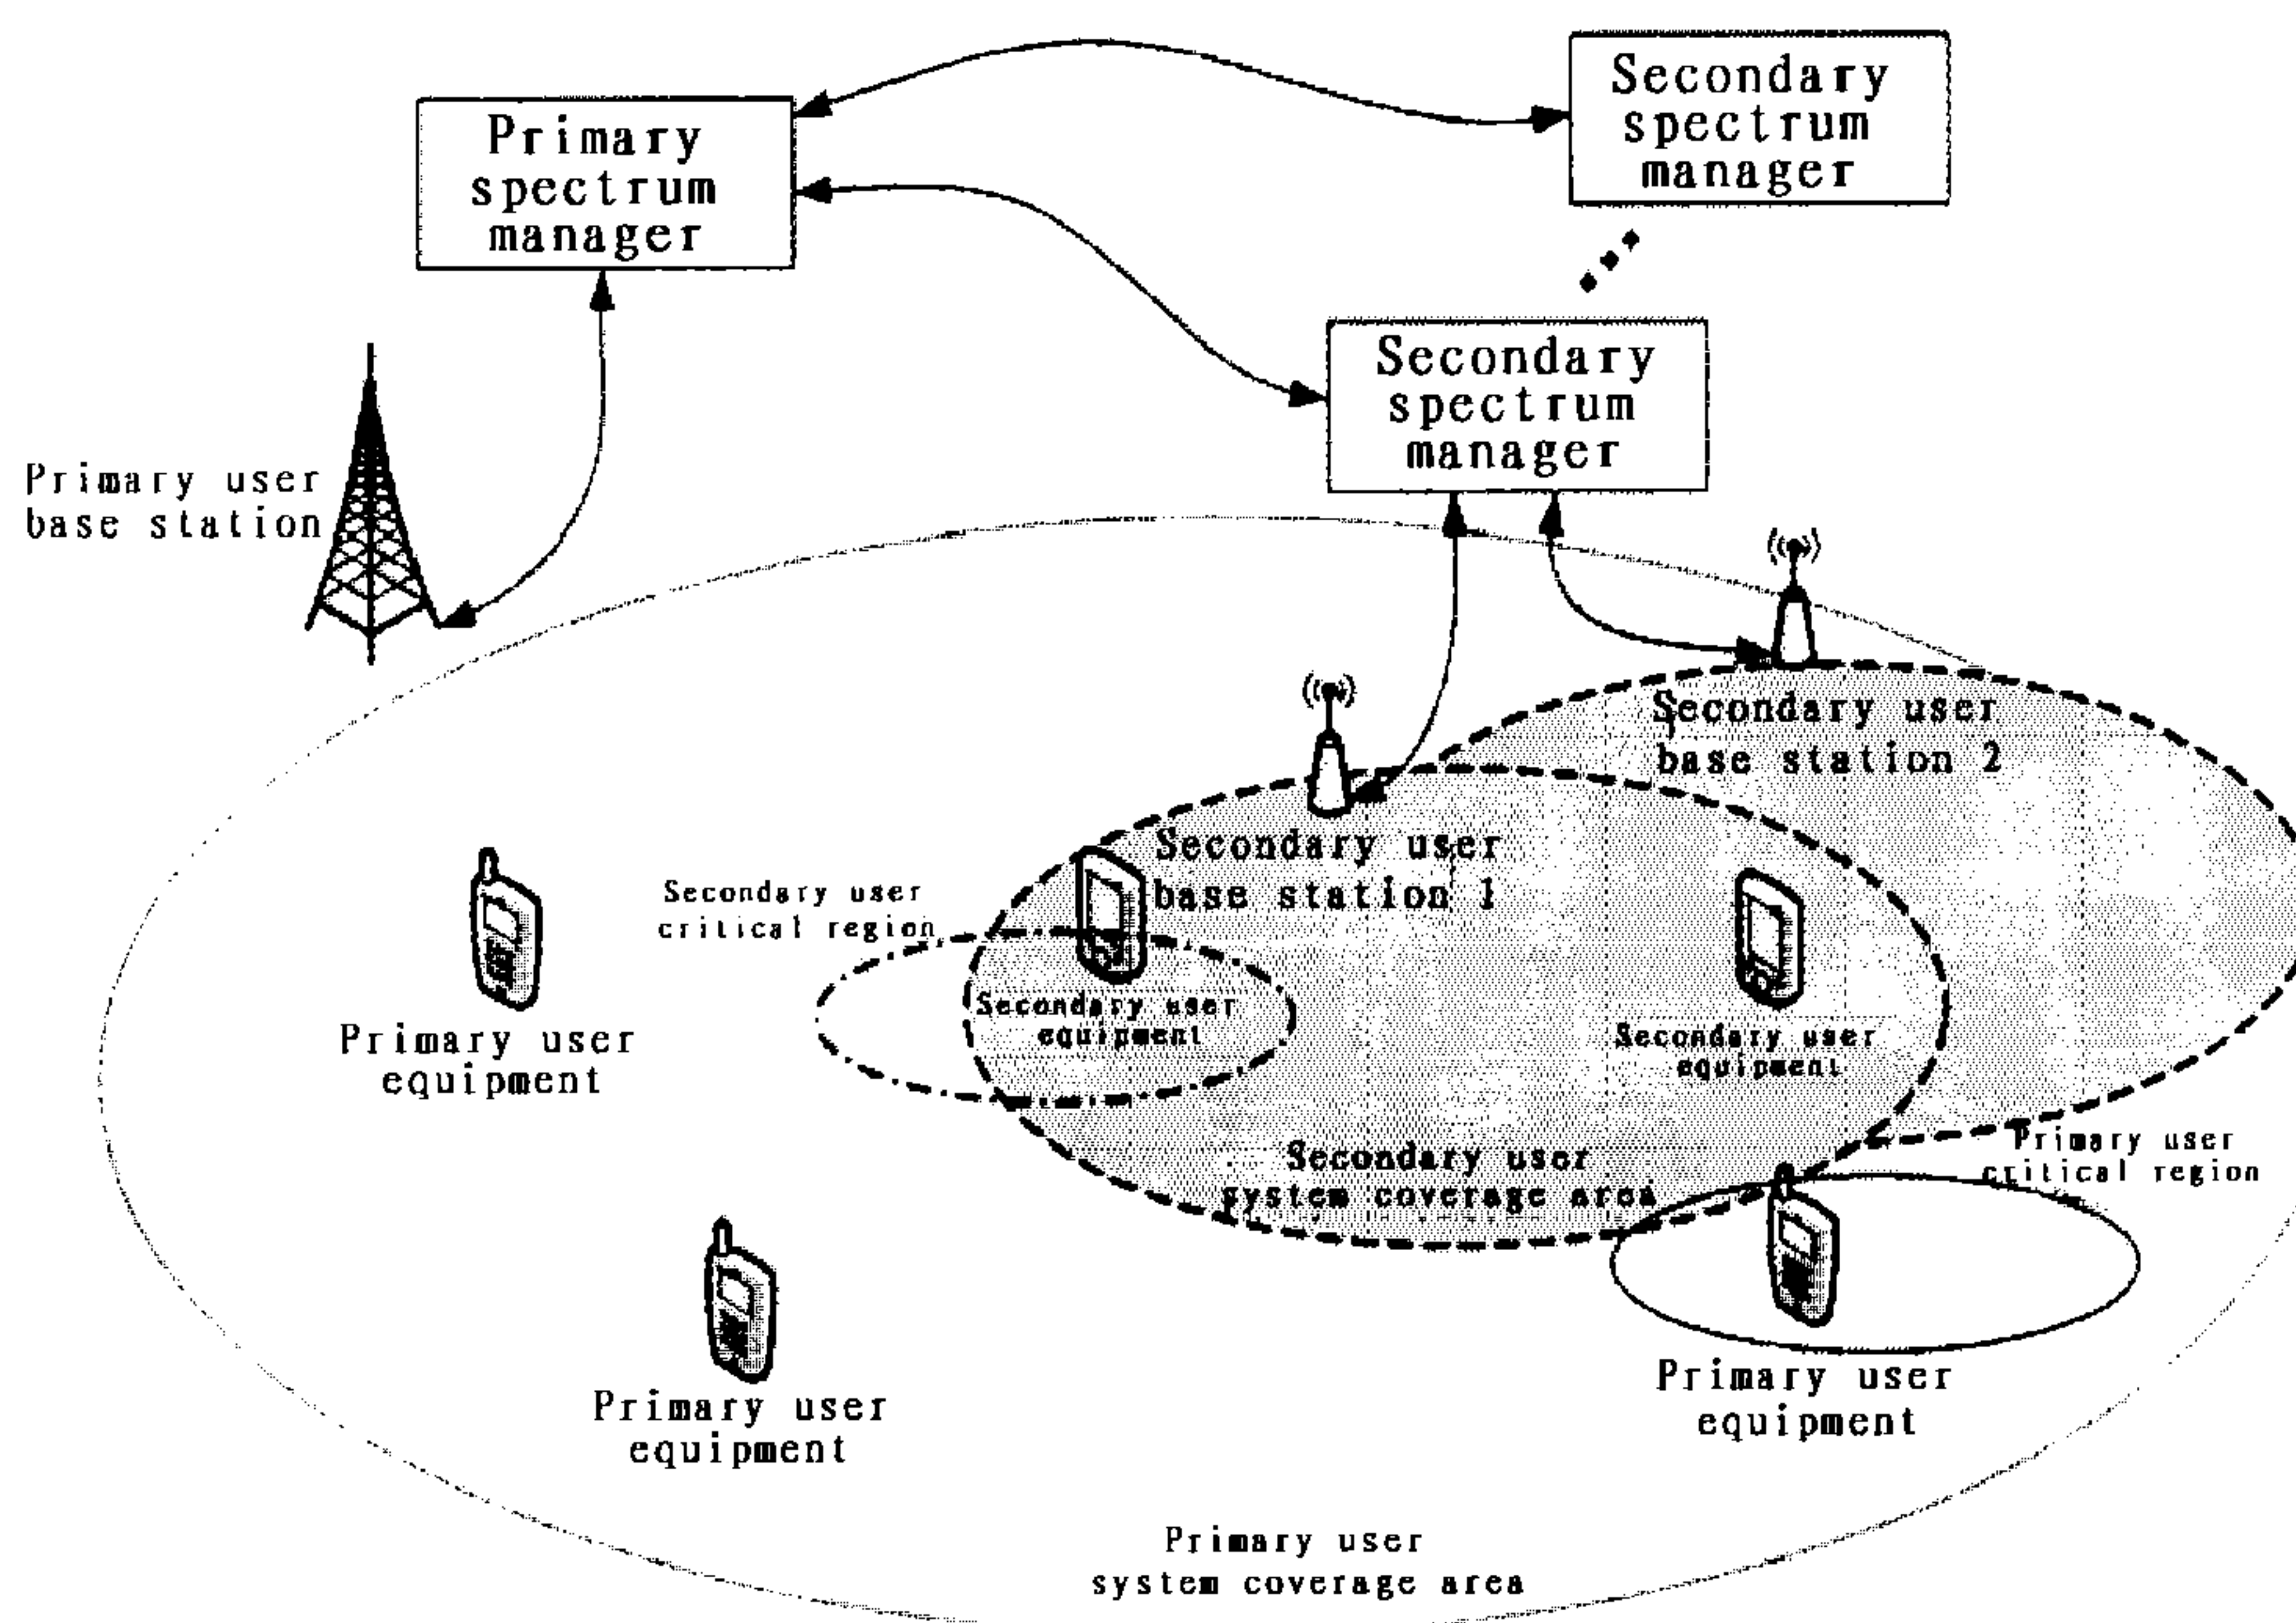 Secondary
spectrum
manager
Primary
spectrum
manager
Secondary
spectrum
manager
Primary user
base station
Secondary user
base station 2
Secondary user
base station 1
Secondary user
critical region
Secondary user
equipment
Secondary user
equipment
Primary user
equipment
Primary user
critical region
Secondary user
system coverage area
Primary user
equipment
Primary user
equipment
Primary user
system coverage area